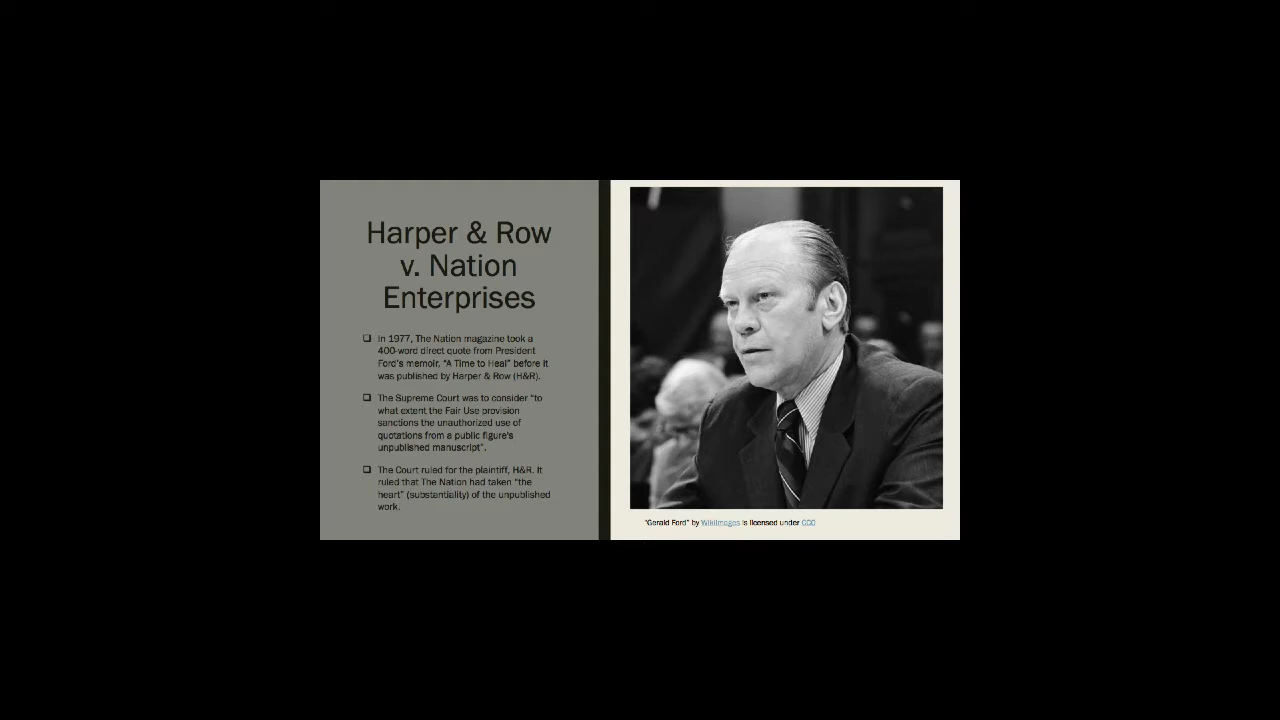 Harper & Row
v. Nation
Enterprises
In 1977, The Nation magazine took a
400-word direct quote from President
Ford's memoir, “A Time to Heal” before it
was published by Harper & Row (H&R).
The Supreme Court was to consider “to
what extent the Fair Use provision
sanctions the unauthorized use of
quotations from a public figure's
unpublished manuscript”.
The Court ruled for the plaintiff, H&R. It
ruled that The Nation had taken “the
heart” (substantiality) of the unpublished
work.
“Gerald Ford” by WikiImages is licensed under CC0